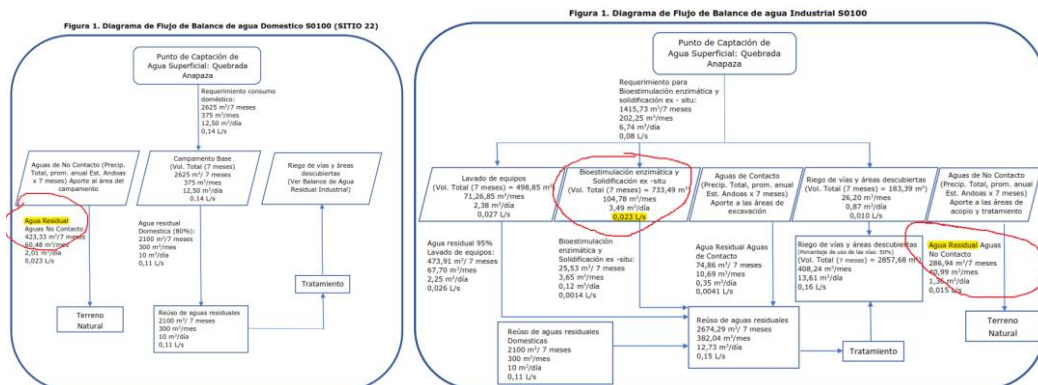 Figura 1. Diagrama de Flujo de Balance de agua Domestico S0100 (SITIO 22)
Punto de Captación de
Agua Superficial: Quebrada
Anapaza
Requerimiento consumo
doméstico:
2625 m³/7 meses
375 m³/mes
12,50 m³/día
0,14 L/s
Aguas de No Contacto (Precip.
Total, prom. anual Est. Andoas
x 7 meses) Aporte al área del
campamento
Campamento Base
(Vol. Total (7 meses)
2625 m³/ 7 meses
375 m³/mes
12,50 m³/día
0,14 L/s
Riego de vías y áreas
descubiertas
(Ver Balance de Agua
Residual Industrial)
Agua Residual
Aguas No Contacto
423,33 m³/7 meses
60,48 m³/mes
2,01 m³/día
0,023 L/s
Agua residual
Domestica (80%):
2100 m³/7 meses
300 m³/mes
10 m³/día
0,11 L/s
Tratamiento
Terreno
Natural
Reúso de aguas residuales
2100 m³/ 7 meses
300 m³/mes
10 m³/día
0,11 L/s
Figura 1. Diagrama de Flujo de Balance de agua Industrial S0100
Punto de Captación de
Agua Superficial: Quebrada
Anapaza
Requerimiento para
Bioestimulación enzimática y
solidificación ex - situ:
1415,73 m³/7 meses
202,25 m³/mes
6,74 m³/día
0,08 L/s
Lavado de equipos
(Vol. Total (7 meses) = 498,85 m³)
71,26,85 m³/mes
2,38 m³/día
0,027 L/s
Bioestimulación enzimática y
Solidificación ex -situ
(Vol. Total (7 meses) = 733,49 m³)
104,78 m³/mes
3,49 m³/día
0,023 L/s
Aguas de Contacto
(Precip. Total, prom. anual
Est. Andoas x 7 meses)
Aporte a las áreas de
excavación
Riego de vías y áreas descubiertas
(Vol. Total (7 meses) = 183,39 m³)
26,20 m³/mes
0,87 m³/día
0,010 L/s
Aguas de No Contacto
(Precip. Total, prom. anual
Est. Andoas x 7 meses)
Aporte a las áreas de
acopio y tratamiento
Agua residual 95%
Lavado de equipos:
473,91 m³/ 7 meses
67,70 m³/mes
2,25 m³/día
0,026 L/s
Bioestimulación
enzimática y
Solidificación ex -situ:
25,53 m³/ 7 meses
3,65 m³/mes
0,12 m³/día
0,0014 L/s
Agua Residual Aguas
de Contacto
74,86 m³/ 7 meses
10,69 m³/mes
0,35 m³/día
0,0041 L/s
Riego de vías y áreas descubiertas
(Porcentaje de uso de las vías: 50%)
(Vol. Total (7 meses) = 2857,68 m³)
408,24 m³/mes
13,61 m³/día
0,16 L/s
Agua Residual Aguas
No Contacto
286,94 m³/7 meses
40,99 m³/mes
1,36 m³/día
0,015 L/s
Reúso de aguas residuales
Domesticas
2100 m³/ 7 meses
300 m³/mes
10 m³/día
0,11 L/s
Reúso de aguas residuales
2674,29 m³/ 7 meses
382,04 m³/mes
12,73 m³/día
0,15 L/s
Tratamiento
Terreno
Natural